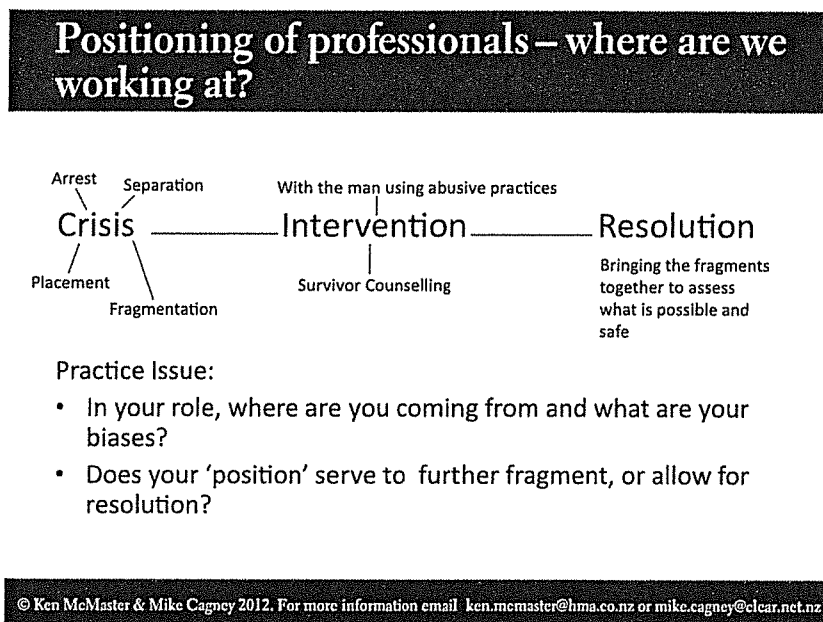 Positioning of professionals – where are we
working at?
Arrest
Separation
With the man using abusive practices
Crisis
Intervention
Resolution
Placement
Fragmentation
Survivor Counselling
Bringing the fragments
together to assess
what is possible and
safe
Practice Issue:
• In your role, where are you coming from and what are your
biases?
• Does your ‘position’ serve to further fragment, or allow for
resolution?
© Ken McMaster & Mike Cagney 2012. For more information email ken.mcmaster@hma.co.nz or mike.cagney@clear.net.nz